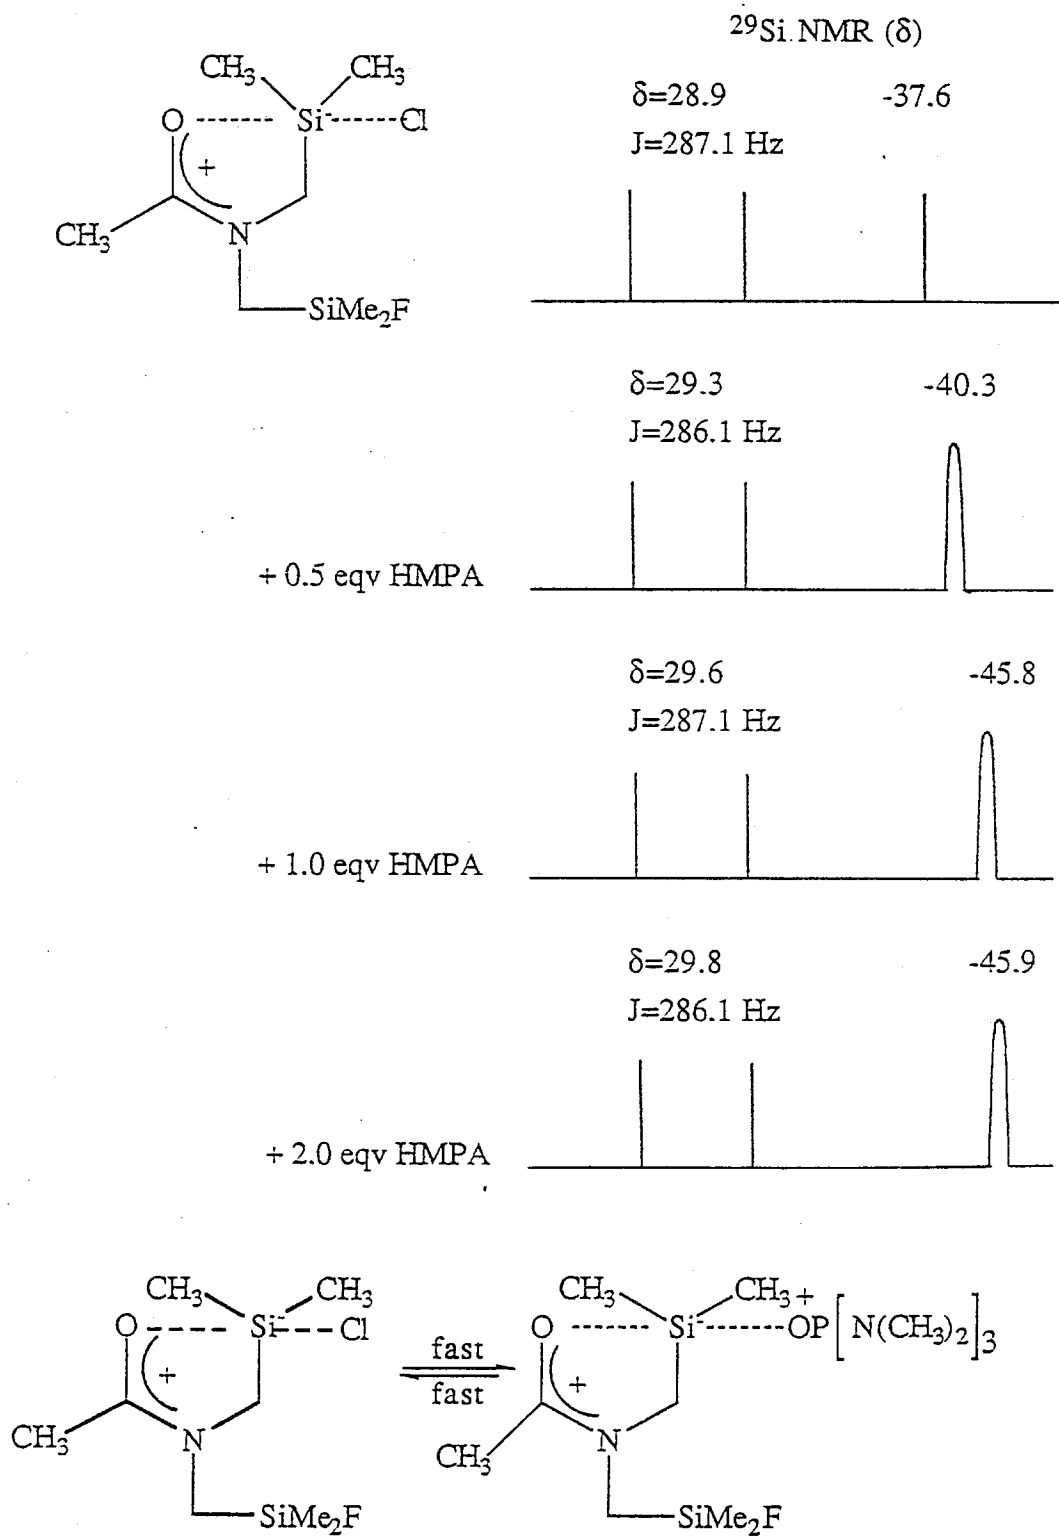 ²⁹Si NMR (δ)
CH₃ CH₃
δ=28.9 -37.6
O Si⁻ Cl
J=287.1 Hz
+
CH₃ N
SiMe₂F
δ=29.3 -40.3
J=286.1 Hz
+ 0.5 eqv HMPA
δ=29.6 -45.8
J=287.1 Hz
+ 1.0 eqv HMPA
δ=29.8 -45.9
J=286.1 Hz
+ 2.0 eqv HMPA
CH₃ CH₃
O Si⁻ Cl
+
CH₃ N
SiMe₂F
fast
fast
CH₃ CH₃
O Si⁻ O⁺P[N(CH₃)₂]₃
+
CH₃ N
SiMe₂F